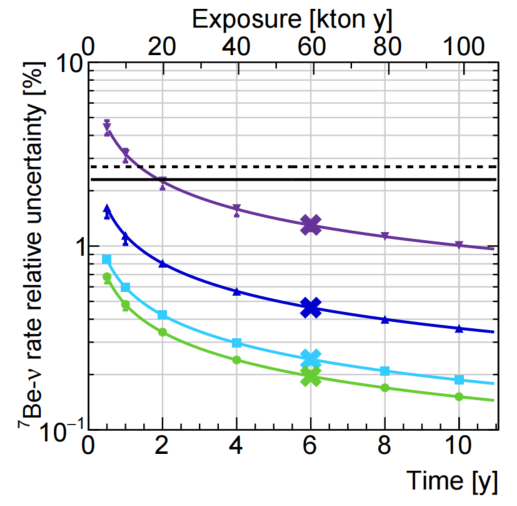 Exposure [kton y]
0 20 40 60 80 100
⁷Be-ν rate relative uncertainty [%]
10
1
10⁻¹
0 2 4 6 8 10
Time [y]